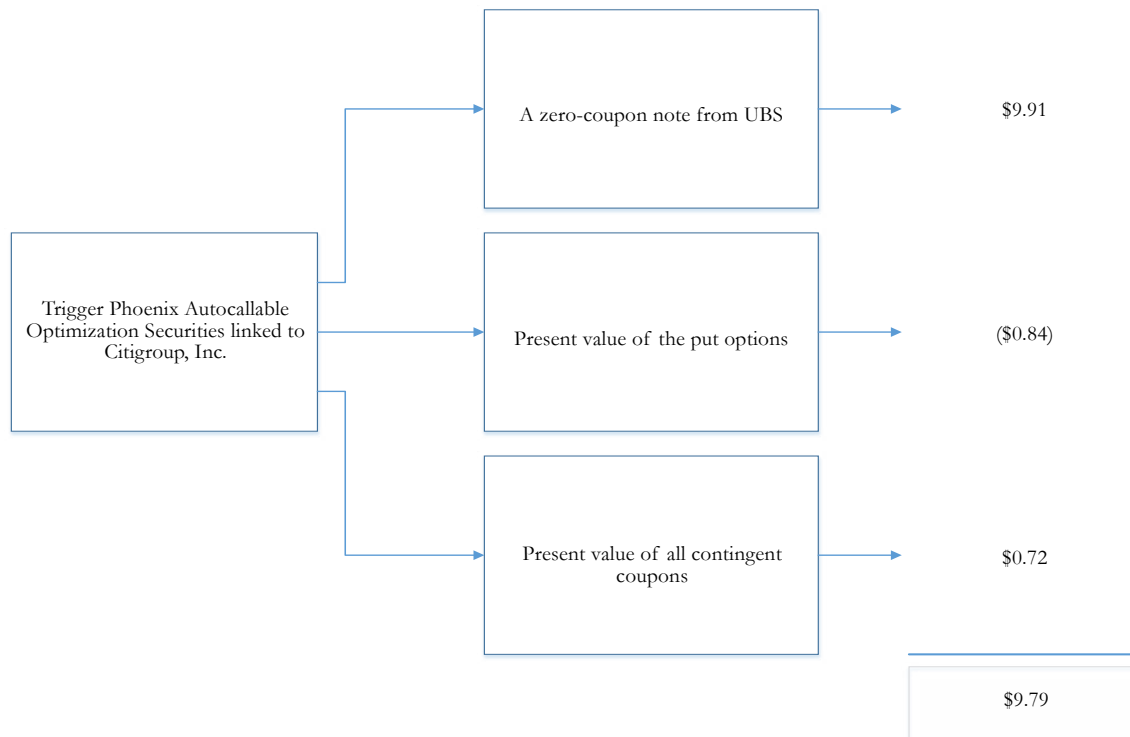 A zero-coupon note from UBS
$9.91
Trigger Phoenix Autocallable
Optimization Securities linked to
Citigroup, Inc.
Present value of the put options
($0.84)
Present value of all contingent
coupons
$0.72
$9.79